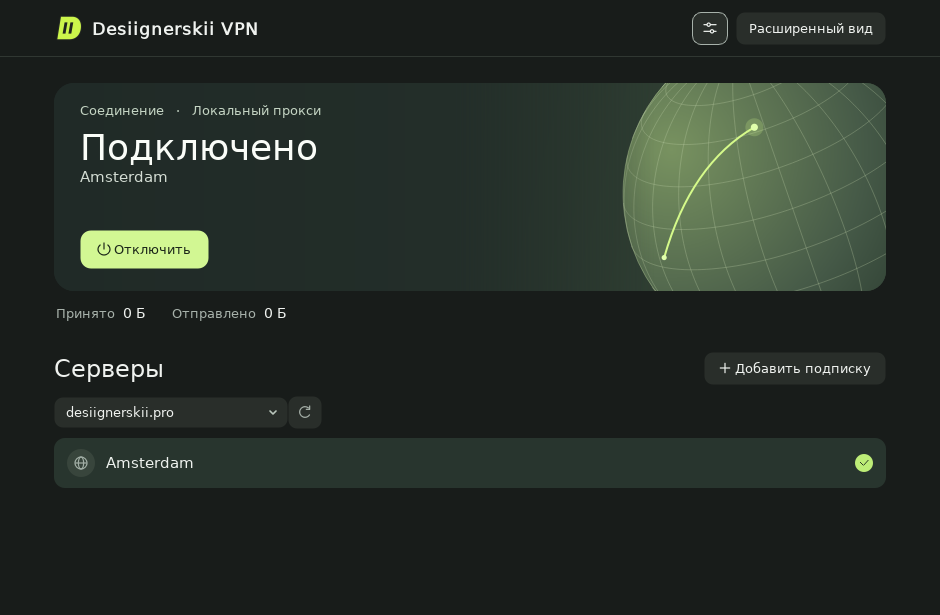 Desiignerskii VPN
Расширенный вид
Соединение · Локальный прокси
Подключено
Amsterdam
Отключить
Принято 0 Б Отправлено 0 Б
Серверы
Добавить подписку
desiignerskii.pro
Amsterdam